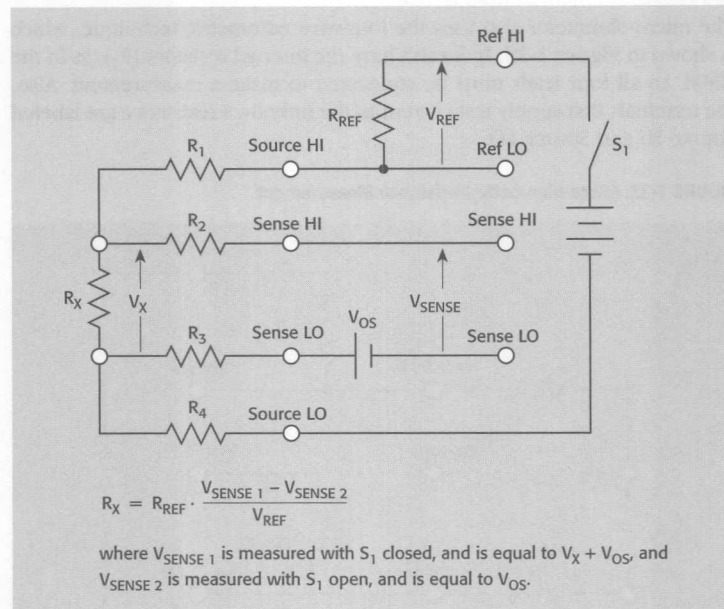 Ref HI
R_REF
V_REF
R_1
Source HI
Ref LO
S_1
R_2
Sense HI
Sense HI
R_X
V_X
V_SENSE
V_OS
R_3
Sense LO
Sense LO
R_4
Source LO
R_X = R_REF · (V_SENSE 1 – V_SENSE 2) / V_REF
where V_SENSE 1 is measured with S_1 closed, and is equal to V_X + V_OS, and
V_SENSE 2 is measured with S_1 open, and is equal to V_OS.